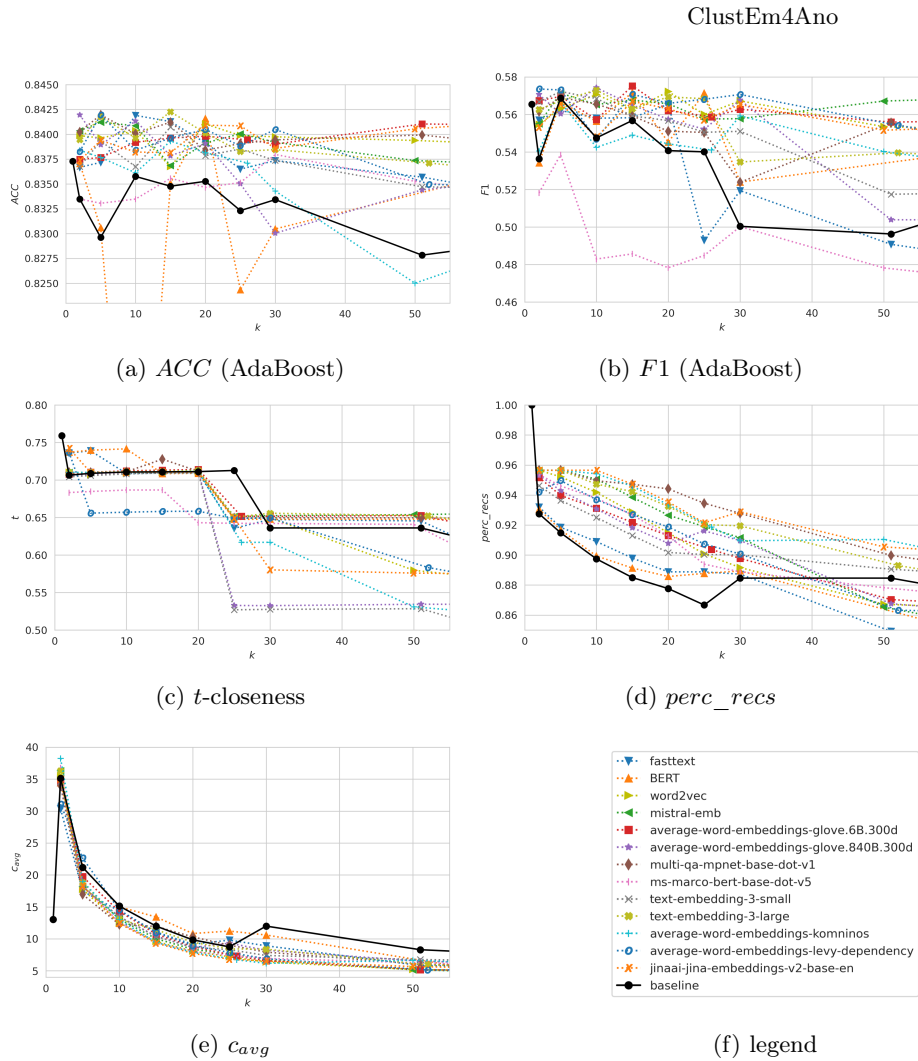 ClustEm4Ano
0.8450
0.8425
0.8400
0.8375
0.8350
0.8325
0.8300
0.8275
0.8250
ACC
0 10 20 30 40 50
k
(a) ACC (AdaBoost)
0.58
0.56
0.54
0.52
0.50
0.48
0.46
F1
0 10 20 30 40 50
k
(b) F1 (AdaBoost)
0.80
0.75
0.70
0.65
0.60
0.55
0.50
t
0 10 20 30 40 50
k
(c) t-closeness
1.00
0.98
0.96
0.94
0.92
0.90
0.88
0.86
perc_recs
0 10 20 30 40 50
k
(d) perc_recs
40
35
30
25
20
15
10
5
c_avg
0 10 20 30 40 50
k
(e) c_avg
fasttext
BERT
word2vec
mistral-emb
average-word-embeddings-glove.6B.300d
average-word-embeddings-glove.840B.300d
multi-qa-mpnet-base-dot-v1
ms-marco-bert-base-dot-v5
text-embedding-3-small
text-embedding-3-large
average-word-embeddings-komninos
average-word-embeddings-levy-dependency
jinaai-jina-embeddings-v2-base-en
baseline
(f) legend